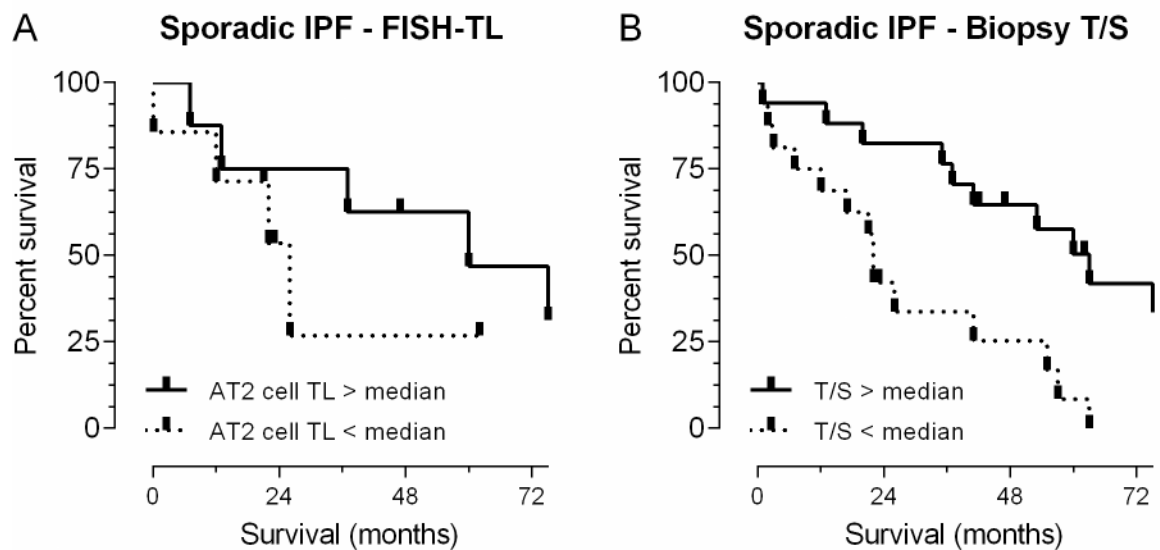 A Sporadic IPF - FISH-TL
100
75
50
25
0
Percent survival
AT2 cell TL > median
AT2 cell TL < median
0 24 48 72
Survival (months)
B Sporadic IPF - Biopsy T/S
100
75
50
25
0
Percent survival
T/S > median
T/S < median
0 24 48 72
Survival (months)